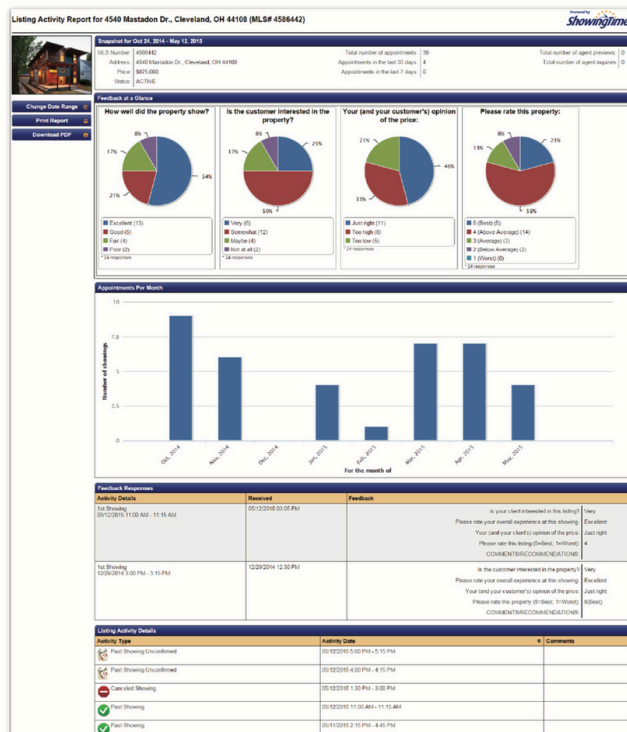 Listing Activity Report for 4540 Mastadon Dr., Cleveland, OH 44108 (MLS# 4586442)
Powered by
ShowingTime
Snapshot for Oct 24, 2014 - May 12, 2015
MLS Number 4586442
Address 4540 Mastadon Dr., Cleveland, OH 44108
Price $875,000
Status ACTIVE
Total number of appointments 39
Appointments in the last 30 days 4
Appointments in the last 7 days 0
Total number of agent previews 0
Total number of agent inquires 0
Change Date Range
Print Report
Download PDF
Feedback at a Glance
How well did the property show?
8%
17%
21%
54%
Excellent (13)
Good (5)
Fair (4)
Poor (2)
* 24 responses
Is the customer interested in the
property?
8%
17%
25%
50%
Very (6)
Somewhat (12)
Maybe (4)
Not at all (2)
* 24 responses
Your (and your customer's) opinion
of the price:
21%
46%
Just right (11)
Too high (8)
Too low (5)
* 24 responses
Please rate this property:
8%
21%
5 (Best) (5)
4 (Above Average) (14)
3 (Average) (3)
2 (Below Average) (2)
1 (Worst) (0)
* 24 responses
Appointments Per Month
Number of showings
10
7.5
5
2.5
0
Oct, 2014
Nov, 2014
Dec, 2014
Jan, 2015
Feb, 2015
Mar, 2015
Apr, 2015
May, 2015
For the month of
Feedback Responses
Activity Details Received Feedback
1st Showing
05/12/2015 11:00 AM - 11:15 AM
05/12/2015 03:05 PM
Is your client interested in this listing? Very
Please rate your overall experience at this showing: Excellent
Your (and your client's) opinion of the price: Just right
Please rate this listing (5=Best, 1=Worst): 4
COMMENTS/RECOMMENDATIONS:
1st Showing
12/29/2014 3:00 PM - 3:15 PM
12/29/2014 12:30 PM
Is the customer interested in the property? Very
Please rate your overall experience at this showing: Excellent
Your (and your customer's) opinion of the price: Just right
Please rate this property (5=Best, 1=Worst):
COMMENTS/RECOMMENDATIONS:
Listing Activity Details
Activity Type Activity Date Comments
Past Showing Unconfirmed 05/12/2015 5:00 PM - 5:15 PM
Past Showing Unconfirmed 05/12/2015 4:00 PM - 4:15 PM
Canceled Showing 05/12/2015 1:30 PM - 3:00 PM
Past Showing 05/12/2015 11:00 AM - 11:15 AM
Past Showing 05/11/2015 2:15 PM - 4:45 PM